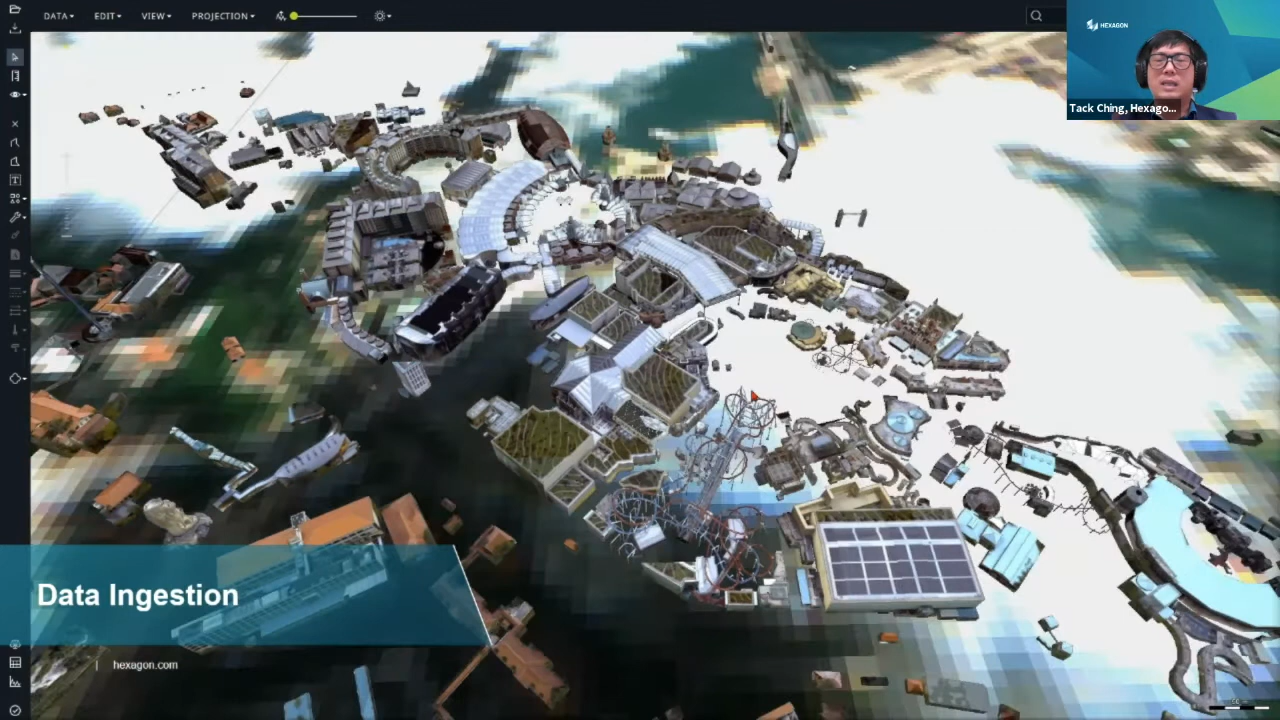 DATA EDIT VIEW PROJECTION
HEXAGON
Tack Ching, Hexago...
Data Ingestion
hexagon.com